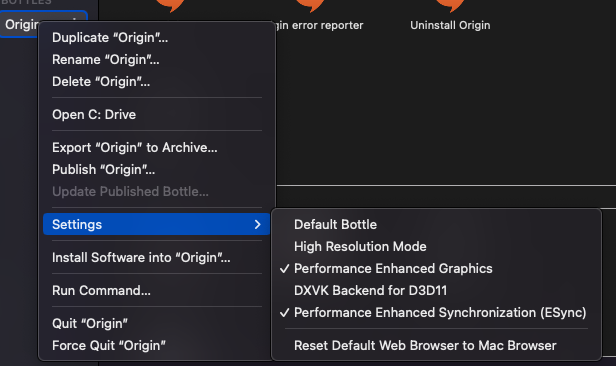 BOTTLES
Origin
gin error reporter
Uninstall Origin
Duplicate “Origin”...
Rename “Origin”...
Delete “Origin”...
Open C: Drive
Export “Origin” to Archive...
Publish “Origin”...
Update Published Bottle...
Settings
Install Software into “Origin”...
Run Command...
Quit “Origin”
Force Quit “Origin”
Default Bottle
High Resolution Mode
Performance Enhanced Graphics
DXVK Backend for D3D11
Performance Enhanced Synchronization (ESync)
Reset Default Web Browser to Mac Browser